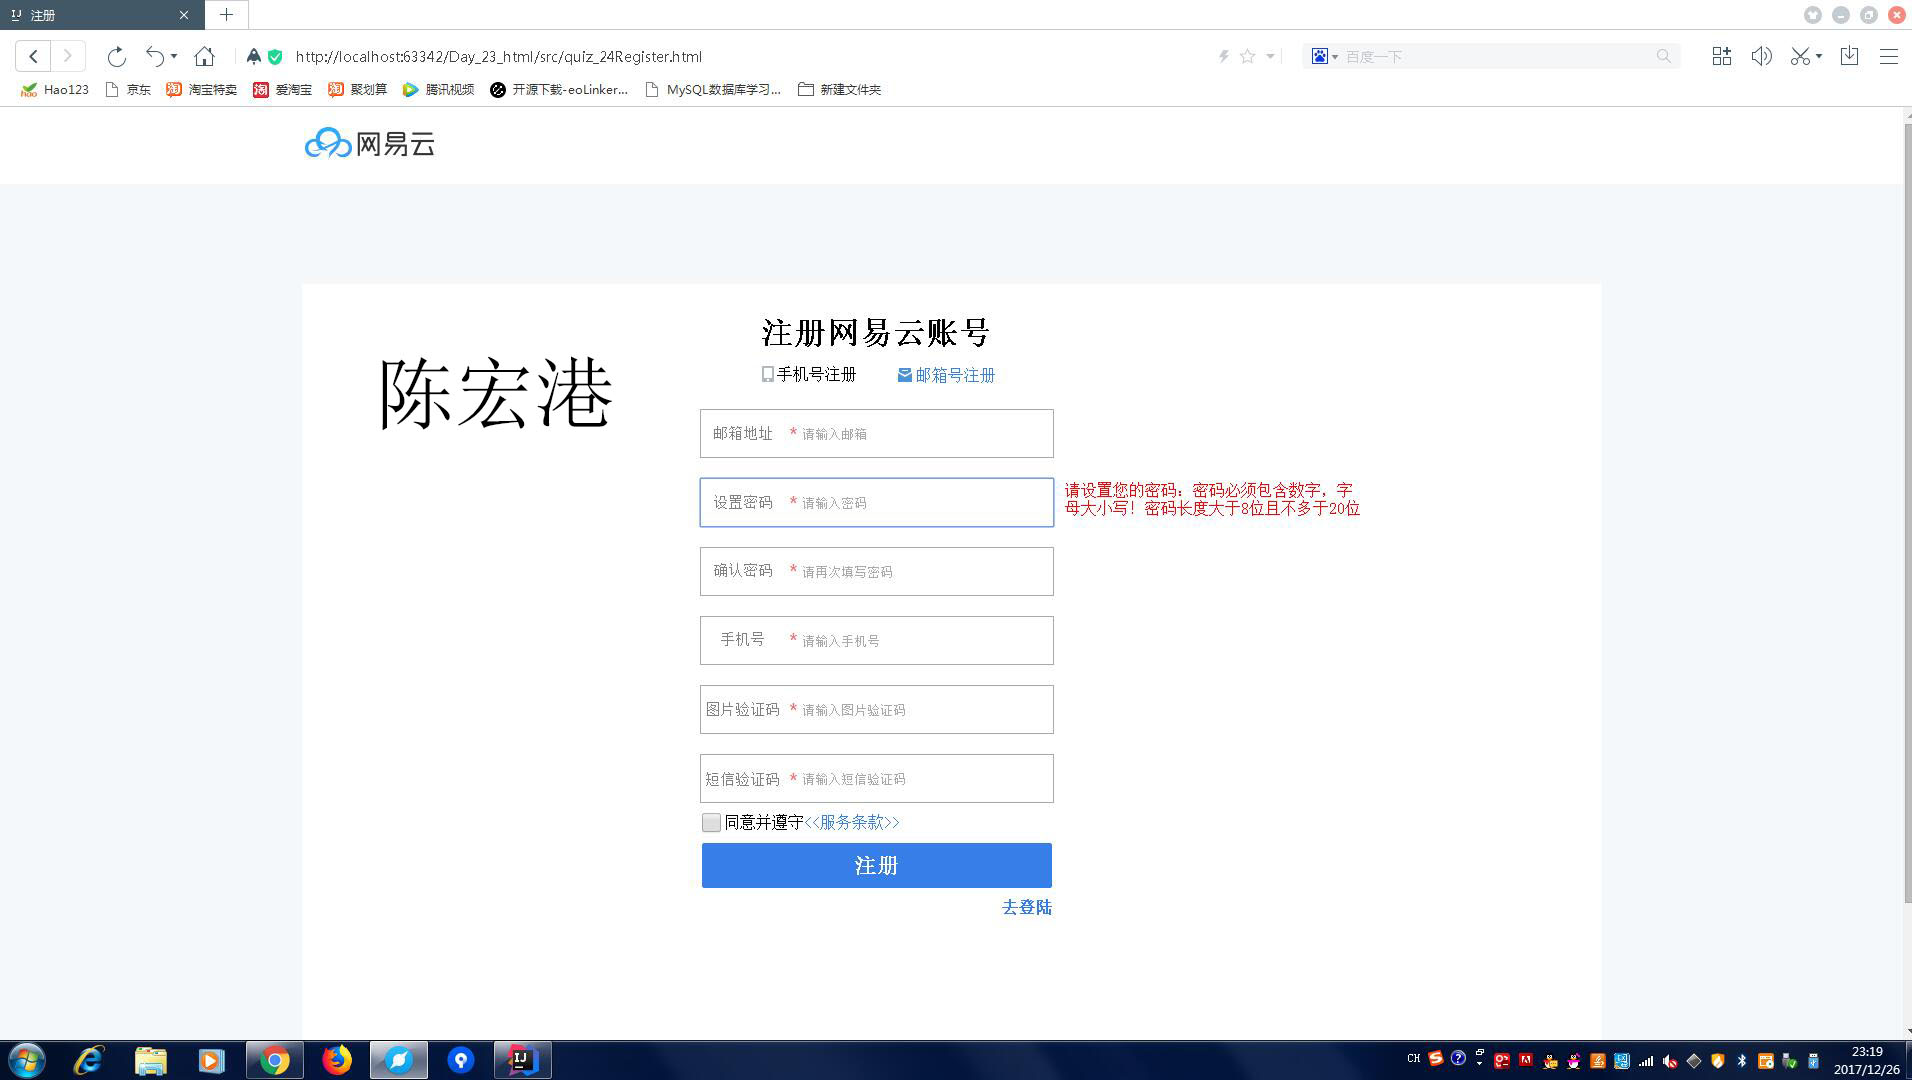 注册
http://localhost:63342/Day_23_html/src/quiz_24Register.html
百度一下
Hao123 京东 淘宝特卖 爱淘宝 聚划算 腾讯视频 开源下载-eoLinker... MySQL数据库学习... 新建文件夹
网易云
注册网易云账号
陈宏港
手机号注册 邮箱号注册
邮箱地址 * 请输入邮箱
设置密码 * 请输入密码
请设置您的密码：密码必须包含数字，字
母大小写！密码长度大于8位且不多于20位
确认密码 * 请再次填写密码
手机号 * 请输入手机号
图片验证码 * 请输入图片验证码
短信验证码 * 请输入短信验证码
同意并遵守<<服务条款>>
注册
去登陆
CH
23:19
2017/12/26